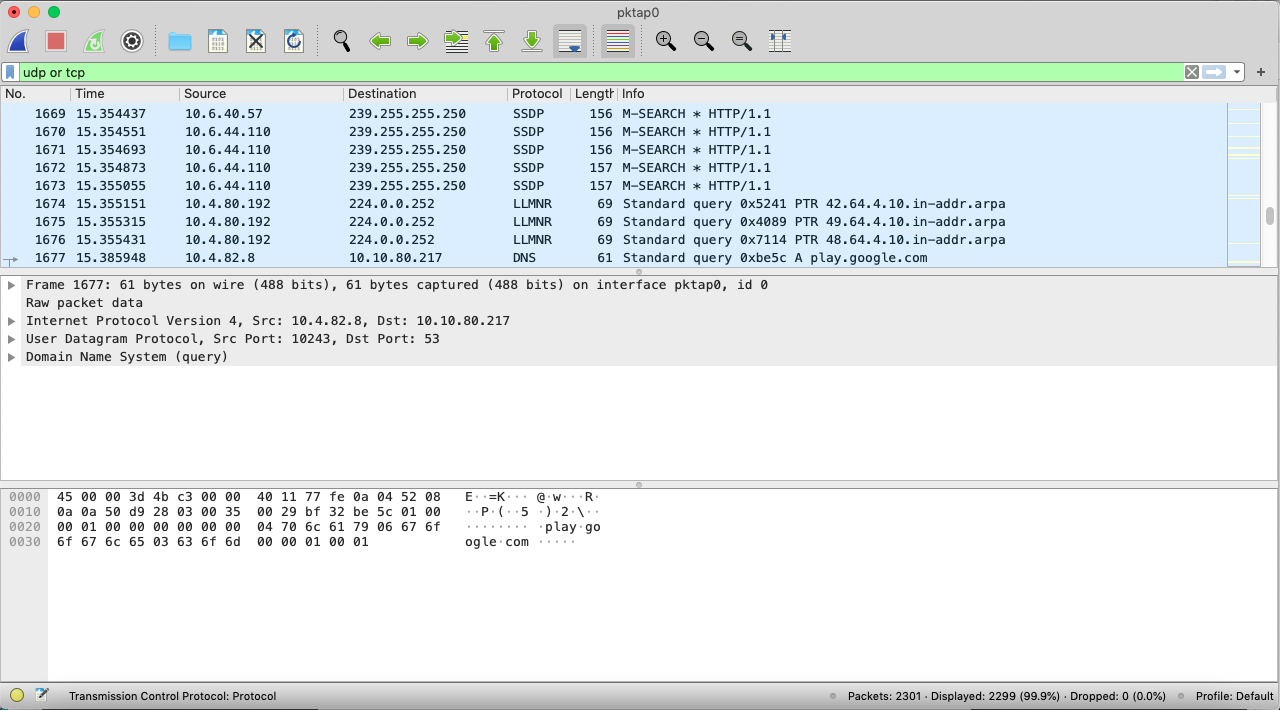 pktap0
udp or tcp
No. Time Source Destination Protocol Length Info
1669 15.354437 10.6.40.57 239.255.255.250 SSDP 156 M-SEARCH * HTTP/1.1
1670 15.354551 10.6.44.110 239.255.255.250 SSDP 156 M-SEARCH * HTTP/1.1
1671 15.354693 10.6.44.110 239.255.255.250 SSDP 156 M-SEARCH * HTTP/1.1
1672 15.354873 10.6.44.110 239.255.255.250 SSDP 157 M-SEARCH * HTTP/1.1
1673 15.355055 10.6.44.110 239.255.255.250 SSDP 157 M-SEARCH * HTTP/1.1
1674 15.355151 10.4.80.192 224.0.0.252 LLMNR 69 Standard query 0x5241 PTR 42.64.4.10.in-addr.arpa
1675 15.355315 10.4.80.192 224.0.0.252 LLMNR 69 Standard query 0x4089 PTR 49.64.4.10.in-addr.arpa
1676 15.355431 10.4.80.192 224.0.0.252 LLMNR 69 Standard query 0x7114 PTR 48.64.4.10.in-addr.arpa
1677 15.385948 10.4.82.8 10.10.80.217 DNS 61 Standard query 0xbe5c A play.google.com
Frame 1677: 61 bytes on wire (488 bits), 61 bytes captured (488 bits) on interface pktap0, id 0
Raw packet data
Internet Protocol Version 4, Src: 10.4.82.8, Dst: 10.10.80.217
User Datagram Protocol, Src Port: 10243, Dst Port: 53
Domain Name System (query)
0000 45 00 00 3d 4b c3 00 00 40 11 77 fe 0a 04 52 08 E··=K··· @·w···R·
0010 0a 0a 50 d9 28 03 00 35 00 29 bf 32 be 5c 01 00 ··P·(··5 ·)·2·\··
0020 00 01 00 00 00 00 00 00 04 70 6c 61 79 06 67 6f ········ ·play·go
0030 6f 67 6c 65 03 63 6f 6d 00 00 01 00 01 ogle·com ·····
Transmission Control Protocol: Protocol
Packets: 2301 · Displayed: 2299 (99.9%) · Dropped: 0 (0.0%)
Profile: Default